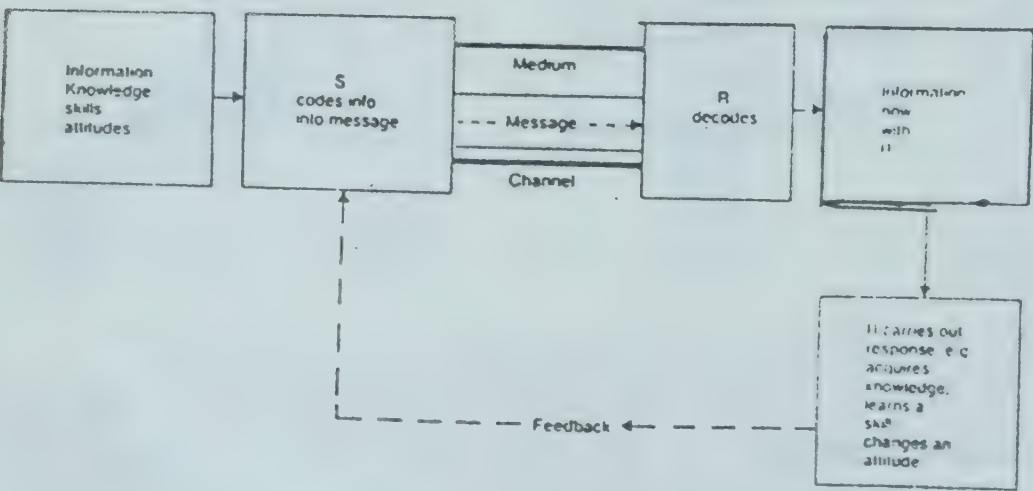 Information
Knowledge
skills
attitudes
S
codes info
into message
Medium
Message
Channel
R
decodes
Information
now
with
R carries out
response e.g
acquires
knowledge,
learns a
skill
changes an
attitude
Feedback